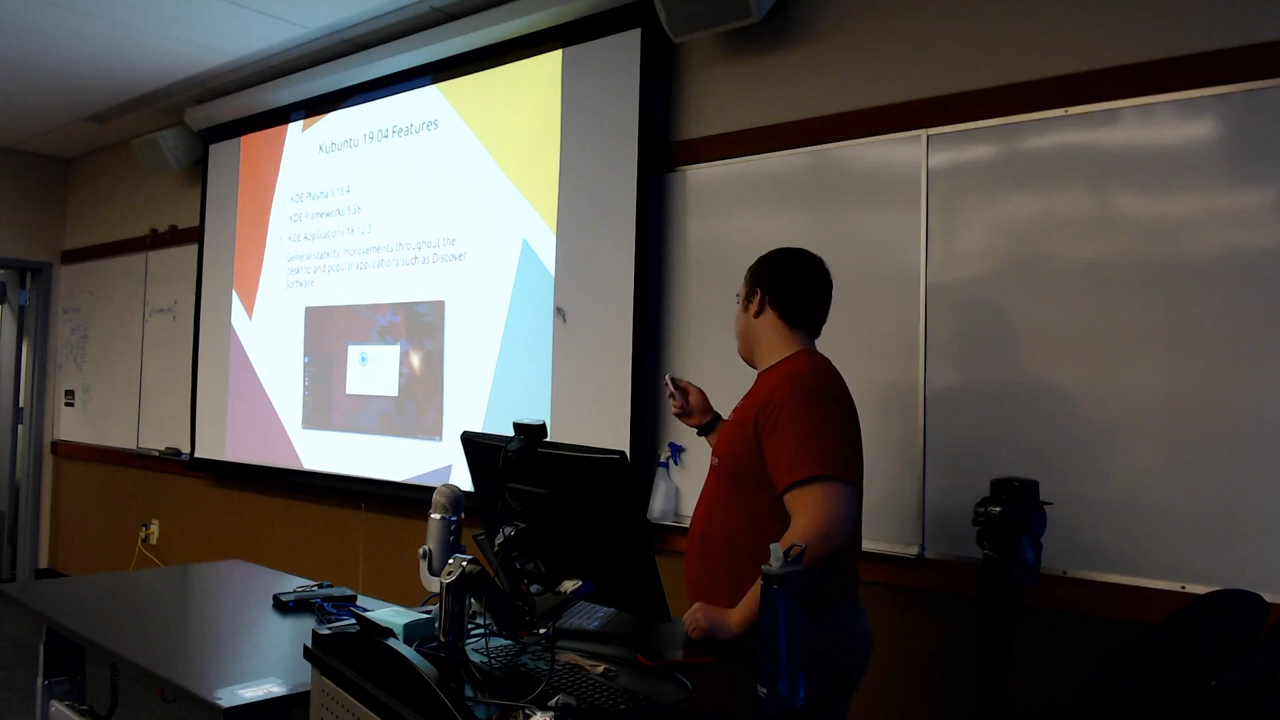 Kubuntu 19.04 Features
KDE Plasma 5.15.4
KDE Frameworks 5.56
KDE Applications 18.12.3
General stability improvements throughout the
desktop and popular applications such as Discover
Software